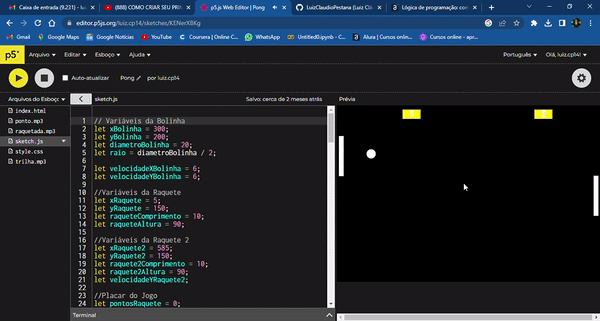 Caixa de entrada (9.231) - lu
(888) COMO CRIAR SEU PRI
p5.js Web Editor | Pong
LuizClaudioPestana (Luiz Cl
Lógica de programação: co
editor.p5js.org/luiz.cp14/sketches/KENerXBKg
Gmail
Google Maps
Google Notícias
YouTube
Coursera | Online C...
WhatsApp
Untitled0.ipynb - C...
Alura | Cursos onlin...
Cursos online - apr...
p5*
Arquivo
Editar
Esboço
Ajuda
Português
Olá, luiz.cp14!
Auto-atualizar
Pong
por luiz.cp14
Arquivos do Esboço
sketch.js
Salvo: cerca de 2 meses atrás
Prévia
index.html
ponto.mp3
raquetada.mp3
sketch.js
style.css
trilha.mp3
1 // Variáveis da Bolinha
2 let xBolinha = 300;
3 let yBolinha = 200;
4 let diametroBolinha = 20;
5 let raio = diametroBolinha / 2;
6
7 let velocidadeXBolinha = 6;
8 let velocidadeYBolinha = 6;
9
10 //Variáveis da Raquete
11 let xRaquete = 5;
12 let yRaquete = 150;
13 let raqueteComprimento = 10;
14 let raqueteAltura = 90;
15
16 //Variáveis da Raquete 2
17 let xRaquete2 = 585;
18 let yRaquete2 = 150;
19 let raquete2Comprimento = 10;
20 let raquete2Altura = 90;
21 let velocidadeYRaquete2;
22
23 //Placar do Jogo
24 let pontosRaquete = 0;
Terminal